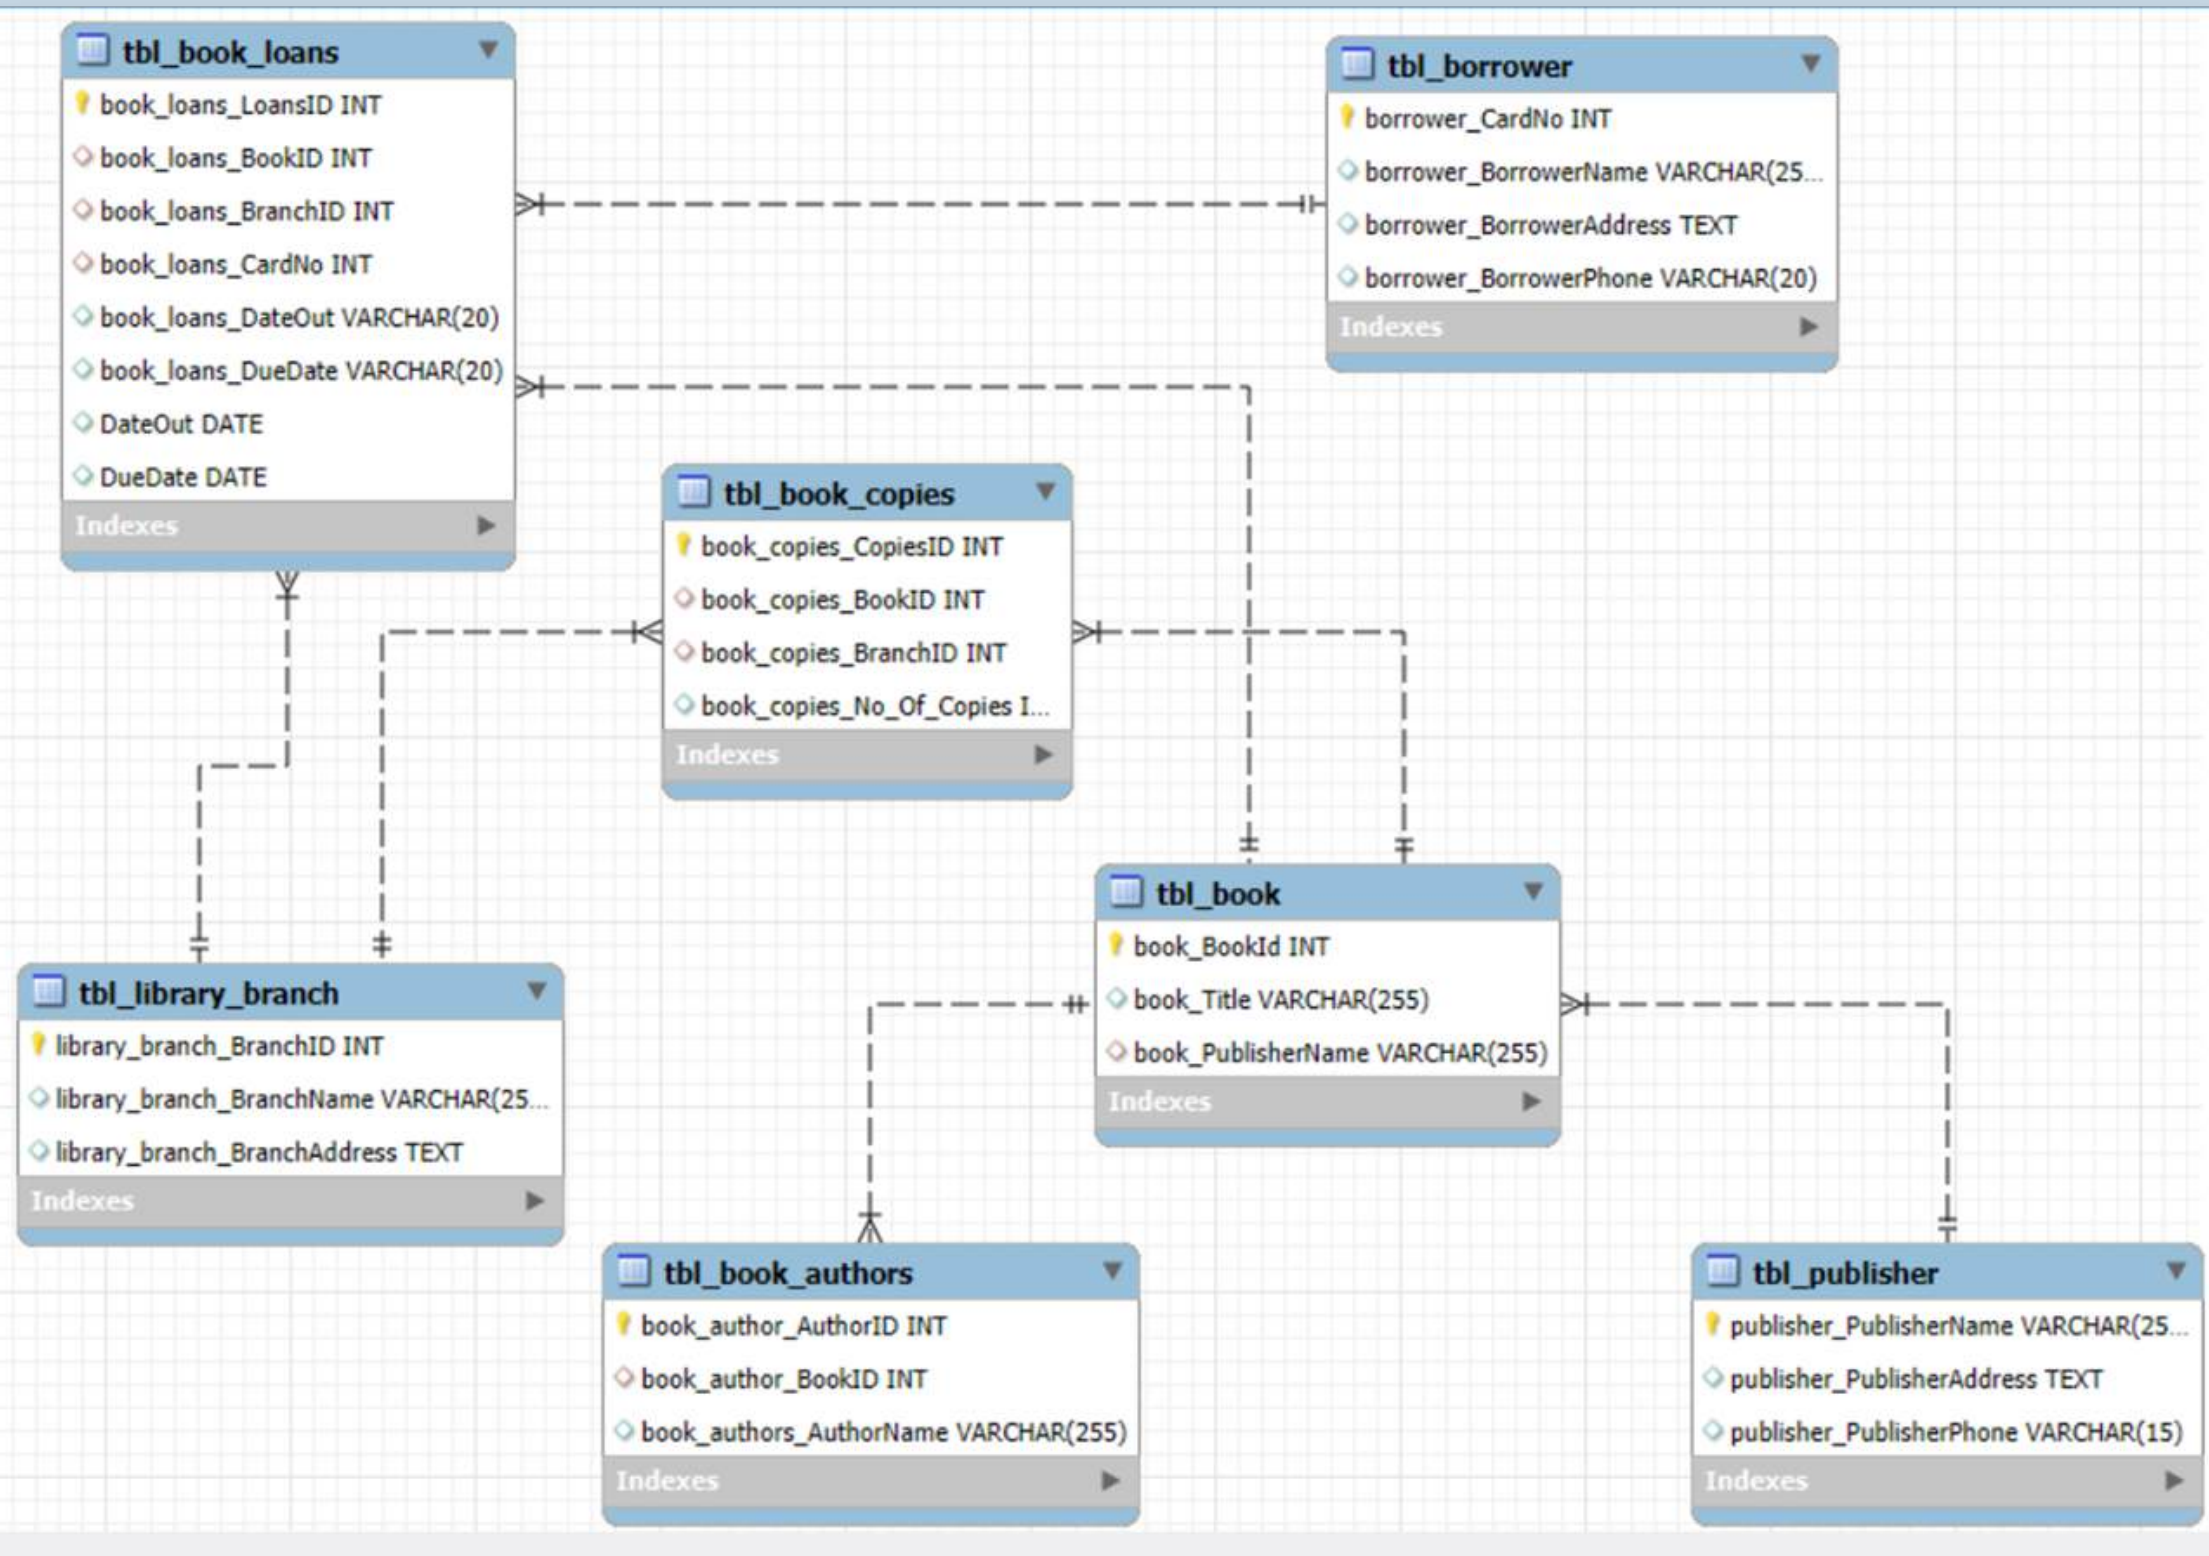 tbl_book_loans
book_loans_LoansID INT
book_loans_BookID INT
book_loans_BranchID INT
book_loans_CardNo INT
book_loans_DateOut VARCHAR(20)
book_loans_DueDate VARCHAR(20)
DateOut DATE
DueDate DATE
Indexes
tbl_borrower
borrower_CardNo INT
borrower_BorrowerName VARCHAR(25...
borrower_BorrowerAddress TEXT
borrower_BorrowerPhone VARCHAR(20)
Indexes
tbl_book_copies
book_copies_CopiesID INT
book_copies_BookID INT
book_copies_BranchID INT
book_copies_No_Of_Copies I...
Indexes
tbl_book
book_BookId INT
book_Title VARCHAR(255)
book_PublisherName VARCHAR(255)
Indexes
tbl_library_branch
library_branch_BranchID INT
library_branch_BranchName VARCHAR(25...
library_branch_BranchAddress TEXT
Indexes
tbl_book_authors
book_author_AuthorID INT
book_author_BookID INT
book_authors_AuthorName VARCHAR(255)
Indexes
tbl_publisher
publisher_PublisherName VARCHAR(25...
publisher_PublisherAddress TEXT
publisher_PublisherPhone VARCHAR(15)
Indexes